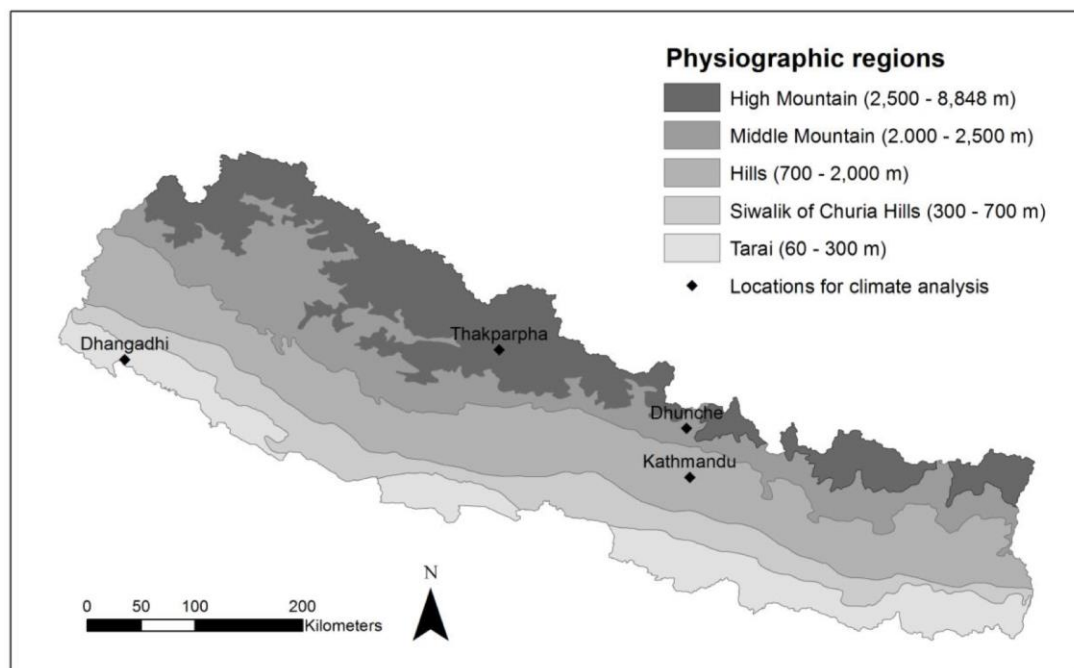 Physiographic regions
High Mountain (2,500 - 8,848 m)
Middle Mountain (2.000 - 2,500 m)
Hills (700 - 2,000 m)
Siwalik of Churia Hills (300 - 700 m)
Tarai (60 - 300 m)
Locations for climate analysis
Thakparpha
Dhangadhi
Dhunche
Kathmandu
N
0 50 100 200
Kilometers